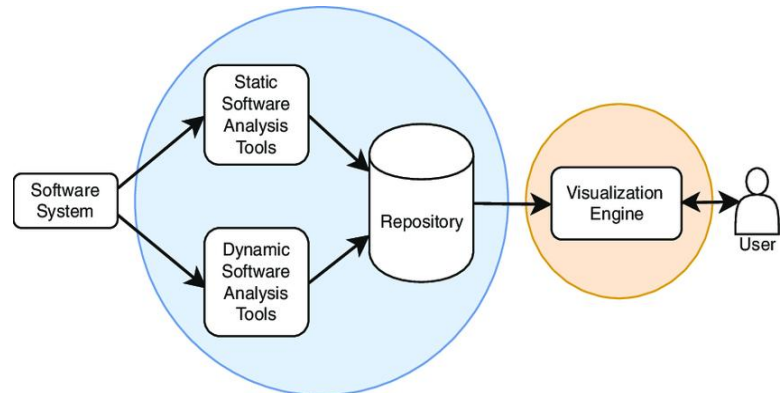 Static
Software
Analysis
Tools
Software
System
Repository
Visualization
Engine
User
Dynamic
Software
Analysis
Tools